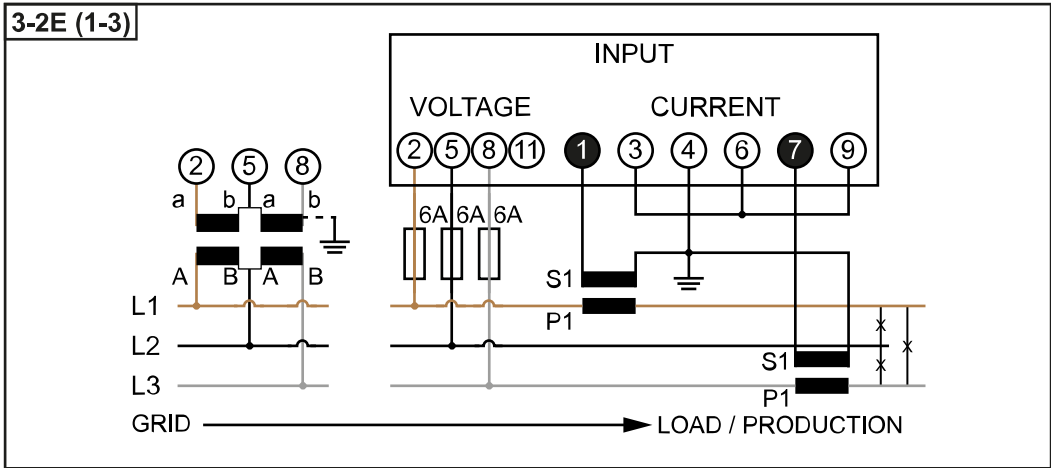 3-2E (1-3)
INPUT
VOLTAGE CURRENT
2 5 8 11 1 3 4 6 7 9
2 5 8
a b a b
6A 6A 6A
A B A B
S1
L1
P1
L2
S1
x
x
x
L3
P1
GRID LOAD / PRODUCTION